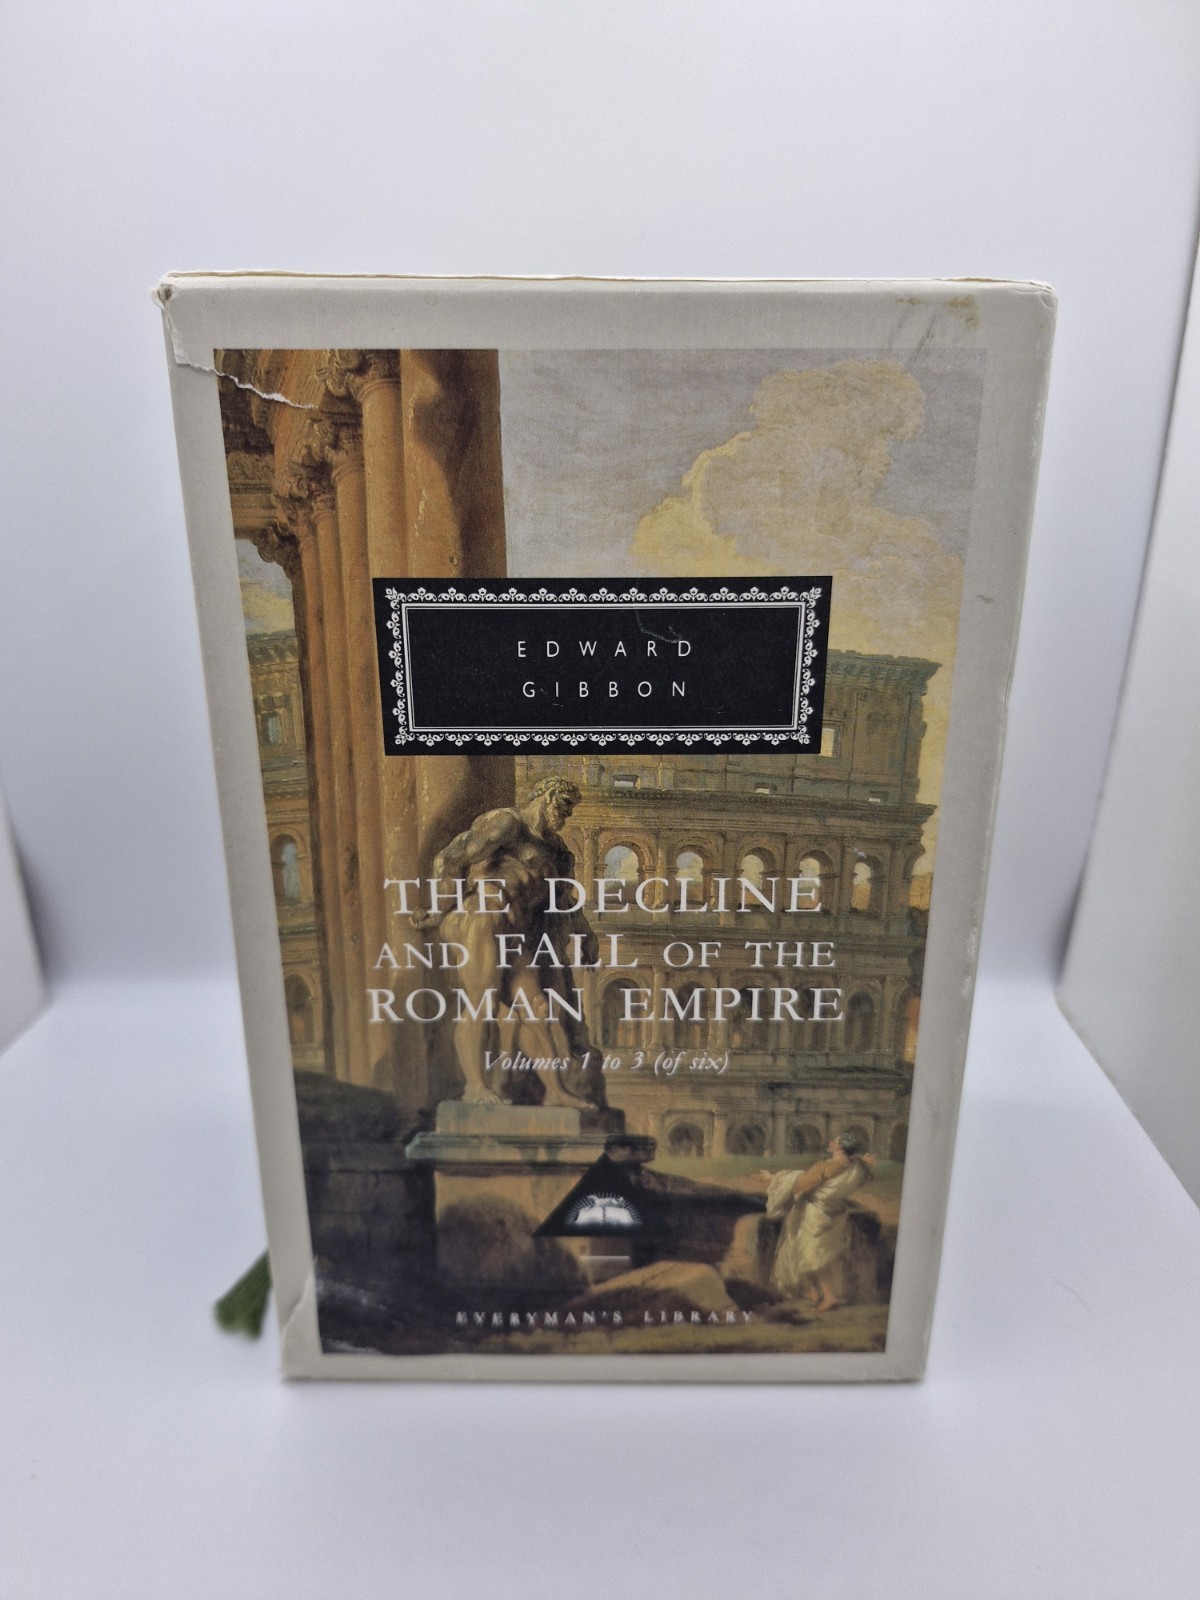 EDWARD
GIBBON
THE DECLINE
AND FALL OF THE
ROMAN EMPIRE
Volumes 1 to 3 (of six)
EVERYMAN'S LIBRARY